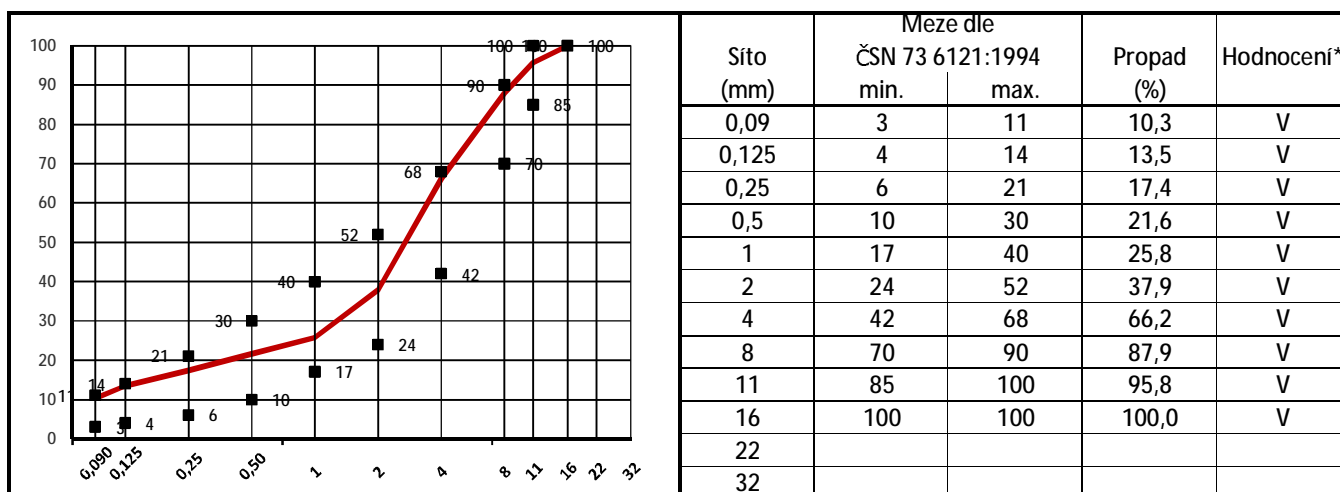 100
90
80
70
60
50
40
30
20
10
0
100 100 100
90
85
68
70
52
40
42
30
21
24
17
11 14
10
3 4 6
0,090 0,125 0,25 0,50 1 2 4 8 11 16 22 32
Meze dle
Síto ČSN 73 6121:1994 Propad Hodnocení*
(mm) min. max. (%)
0,09 3 11 10,3 V
0,125 4 14 13,5 V
0,25 6 21 17,4 V
0,5 10 30 21,6 V
1 17 40 25,8 V
2 24 52 37,9 V
4 42 68 66,2 V
8 70 90 87,9 V
11 85 100 95,8 V
16 100 100 100,0 V
22
32